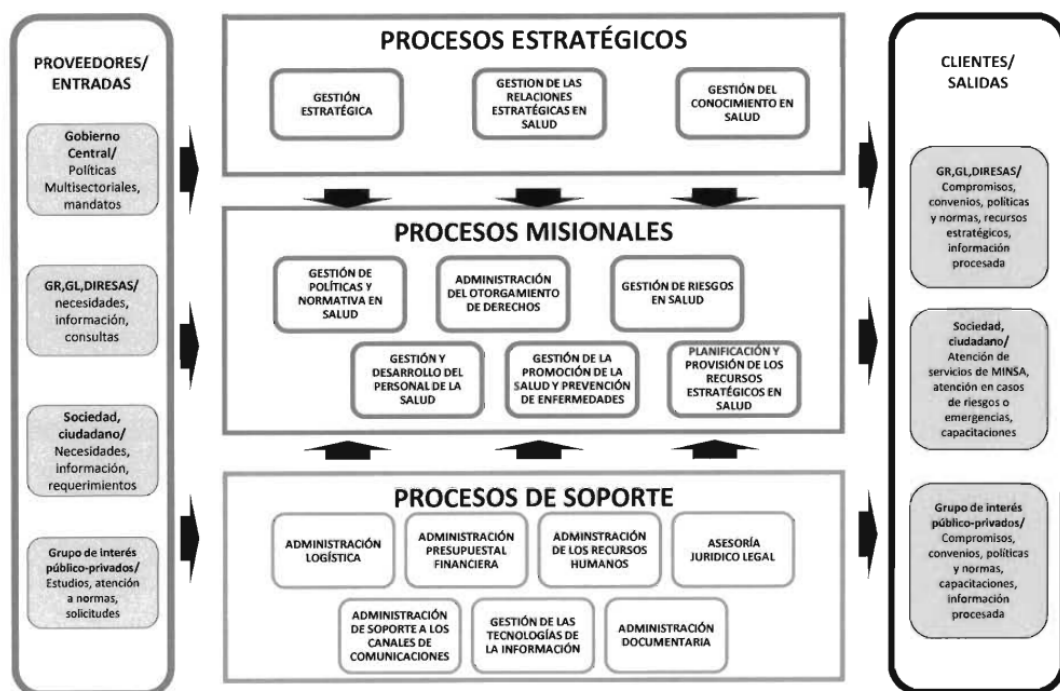 PROVEEDORES/
ENTRADAS
Gobierno
Central/
Políticas
Multisectoriales,
mandatos
GR,GL,DIRESAS/
necesidades,
información,
consultas
Sociedad,
ciudadano/
Necesidades,
información,
requerimientos
Grupo de interés
público-privados/
Estudios, atención
a normas,
solicitudes
PROCESOS ESTRATÉGICOS
GESTIÓN
ESTRATÉGICA
GESTION DE LAS
RELACIONES
ESTRATÉGICAS EN
SALUD
GESTIÓN DEL
CONOCIMIENTO EN
SALUD
PROCESOS MISIONALES
GESTIÓN DE
POLÍTICAS Y
NORMATIVA EN
SALUD
ADMINISTRACIÓN
DEL OTORGAMIENTO
DE DERECHOS
GESTIÓN DE RIESGOS
EN SALUD
GESTIÓN Y
DESARROLLO DEL
PERSONAL DE LA
SALUD
GESTIÓN DE LA
PROMOCIÓN DE LA
SALUD Y PREVENCIÓN
DE ENFERMEDADES
PLANIFICACIÓN Y
PROVISIÓN DE LOS
RECURSOS
ESTRATÉGICOS EN
SALUD
PROCESOS DE SOPORTE
ADMINISTRACIÓN
LOGÍSTICA
ADMINISTRACIÓN
PRESUPUESTAL
FINANCIERA
ADMINISTRACIÓN
DE LOS RECURSOS
HUMANOS
ASESORÍA
JURIDICO LEGAL
ADMINISTRACIÓN
DE SOPORTE A LOS
CANALES DE
COMUNICACIONES
GESTIÓN DE LAS
TECNOLOGÍAS DE
LA INFORMACIÓN
ADMINISTRACIÓN
DOCUMENTARIA
CLIENTES/
SALIDAS
GR,GL,DIRESAS/
Compromisos,
convenios, políticas
y normas, recursos
estratégicos,
información
procesada
Sociedad,
ciudadano/
Atención de
servicios de MINSA,
atención en casos
de riesgos o
emergencias,
capacitaciones
Grupo de interés
público-privados/
Compromisos,
convenios, políticas
y normas,
capacitaciones,
información
procesada